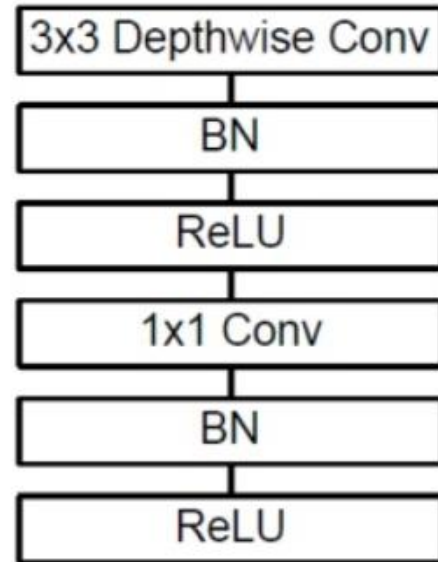 3x3 Depthwise Conv
BN
ReLU
1x1 Conv
BN
ReLU